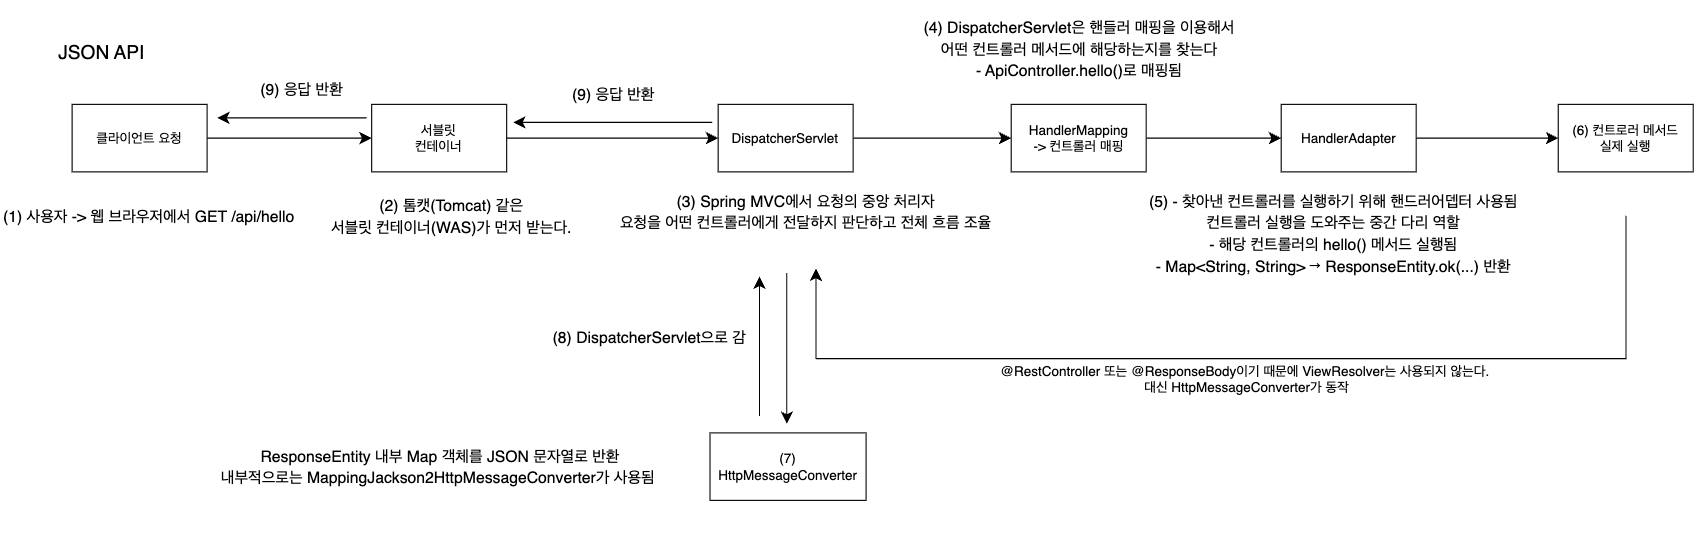 JSON API
(4) DispatcherServlet은 핸들러 매핑을 이용해서
어떤 컨트롤러 메서드에 해당하는지를 찾는다
- ApiController.hello()로 매핑됨
(9) 응답 반환
(9) 응답 반환
클라이언트 요청
서블릿
컨테이너
DispatcherServlet
HandlerMapping
-> 컨트롤러 매핑
HandlerAdapter
(6) 컨트로러 메서드
실제 실행
(1) 사용자 -> 웹 브라우저에서 GET /api/hello
(2) 톰캣(Tomcat) 같은
서블릿 컨테이너(WAS)가 먼저 받는다.
(3) Spring MVC에서 요청의 중앙 처리자
요청을 어떤 컨트롤러에게 전달하지 판단하고 전체 흐름 조율
(5) - 찾아낸 컨트롤러를 실행하기 위해 핸드러어뎁터 사용됨
컨트롤러 실행을 도와주는 중간 다리 역할
- 해당 컨트롤러의 hello() 메서드 실행됨
- Map<String, String> → ResponseEntity.ok(...) 반환
(8) DispatcherServlet으로 감
@RestController 또는 @ResponseBody이기 때문에 ViewResolver는 사용되지 않는다.
대신 HttpMessageConverter가 동작
ResponseEntity 내부 Map 객체를 JSON 문자열로 반환
내부적으로는 MappingJackson2HttpMessageConverter가 사용됨
(7)
HttpMessageConverter